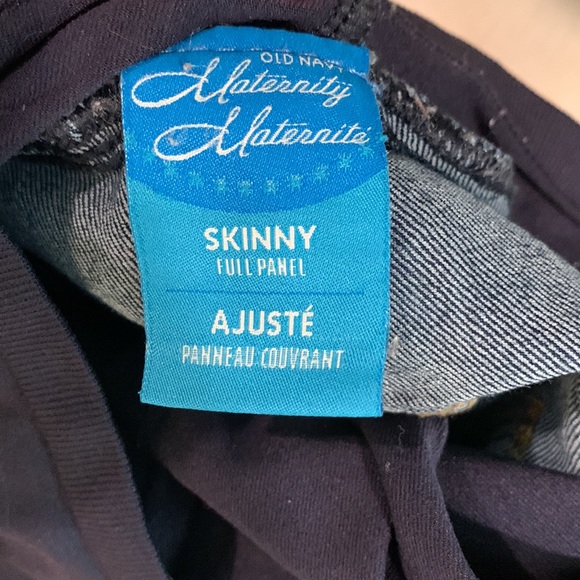 OLD NAVY
Maternity
Maternité
SKINNY
FULL PANEL
AJUSTÉ
PANNEAU COUVRANT